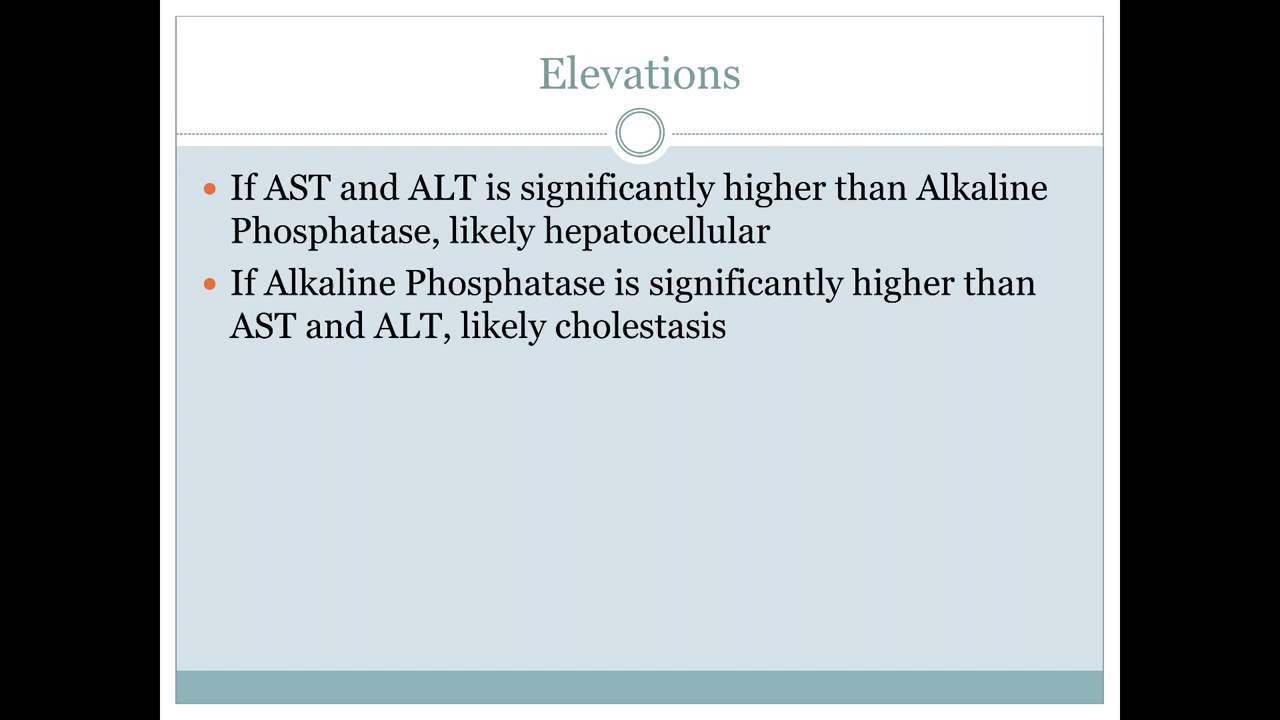 Elevations
• If AST and ALT is significantly higher than Alkaline
Phosphatase, likely hepatocellular
• If Alkaline Phosphatase is significantly higher than
AST and ALT, likely cholestasis